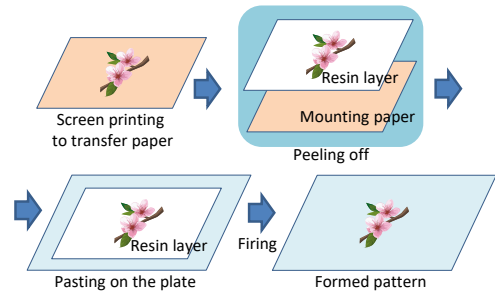 Resin layer
Mounting paper
Screen printing
to transfer paper
Peeling off
Resin layer
Firing
Pasting on the plate
Formed pattern